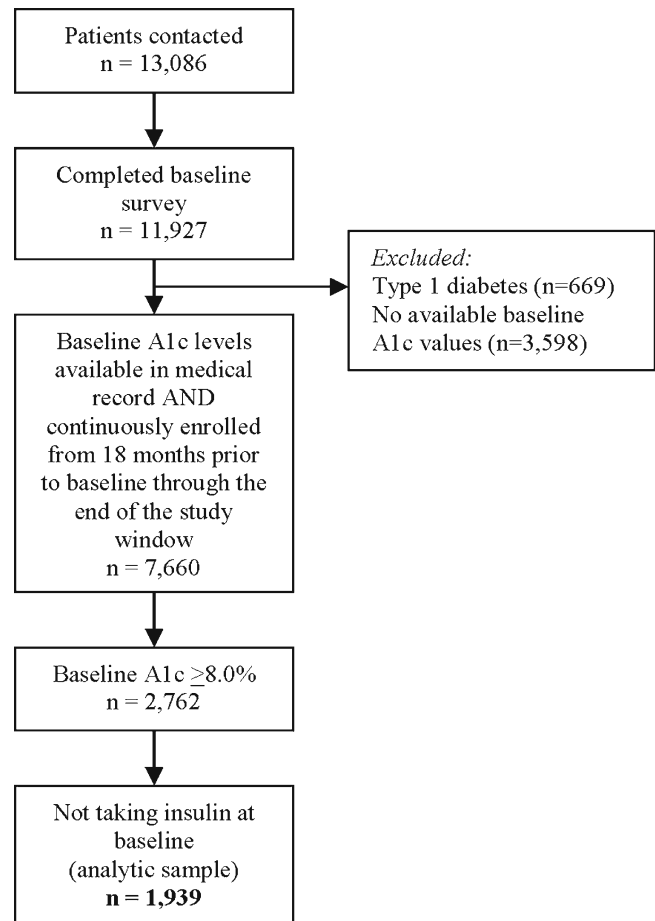 Patients contacted
n = 13,086
Completed baseline
survey
n = 11,927
Excluded:
Type 1 diabetes (n=669)
No available baseline
A1c values (n=3,598)
Baseline A1c levels
available in medical
record AND
continuously enrolled
from 18 months prior
to baseline through the
end of the study
window
n = 7,660
Baseline A1c ≥8.0%
n = 2,762
Not taking insulin at
baseline
(analytic sample)
n = 1,939